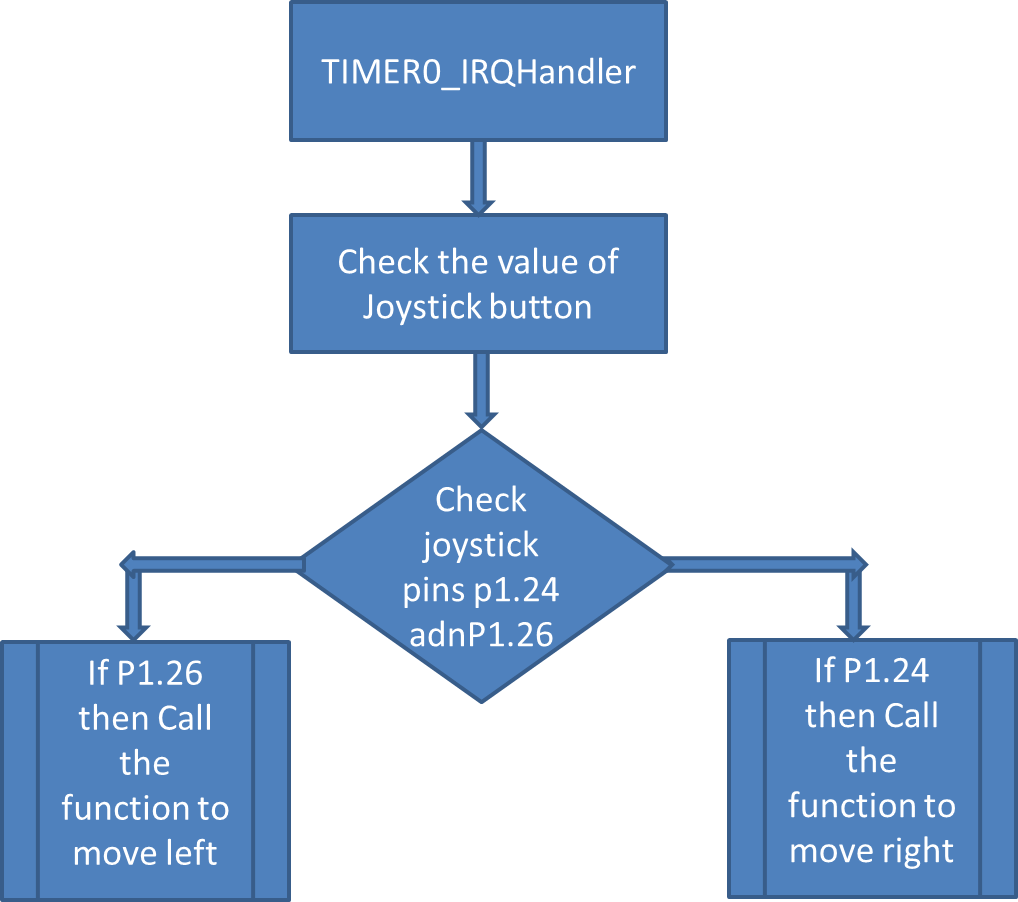 TIMER0_IRQHandler
Check the value of
Joystick button
Check
joystick
pins p1.24
adnP1.26
If P1.26
then Call
the
function to
move left
If P1.24
then Call
the
function to
move right